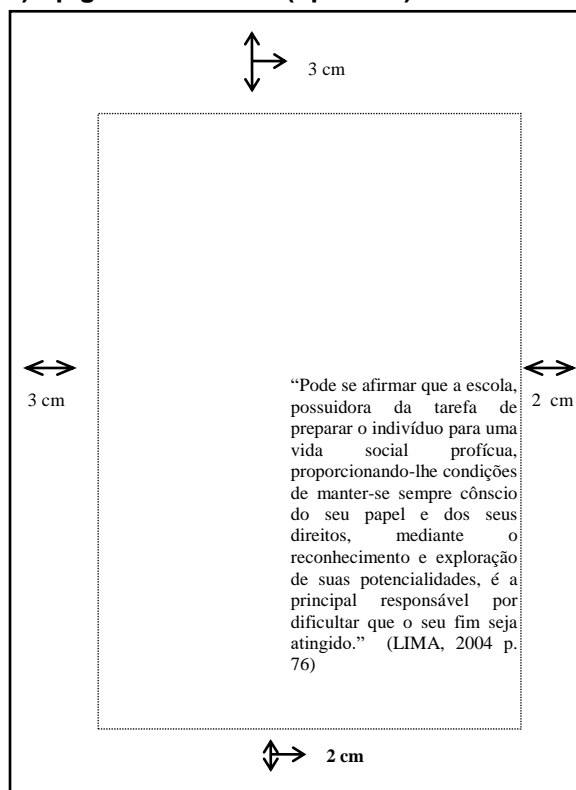 3 cm
3 cm
2 cm
“Pode se afirmar que a escola,
possuidora da tarefa de
preparar o indivíduo para uma
vida social profícua,
proporcionando-lhe condições
de manter-se sempre cônscio
do seu papel e dos seus
direitos, mediante o
reconhecimento e exploração
de suas potencialidades, é a
principal responsável por
dificultar que o seu fim seja
atingido.” (LIMA, 2004 p.
76)
2 cm